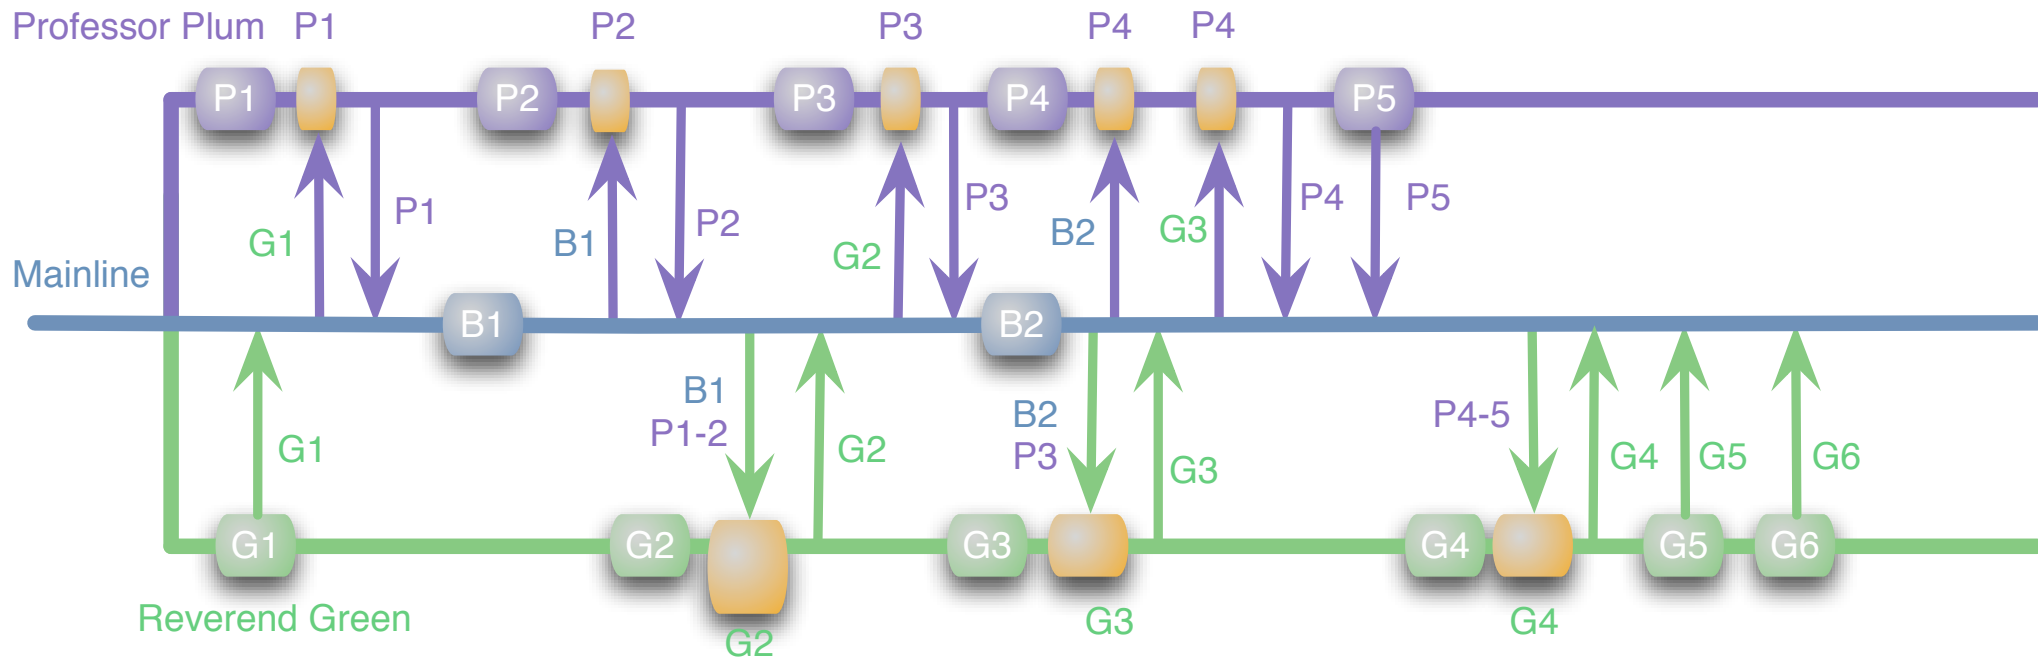 Professor Plum P1 P2 P3 P4 P4
P1 P2 P3 P4 P5
P1 P3 P4 P5
G1 B1 P2 G2 B2 G3
Mainline
B1 B2
B1 B2 P4-5
P1-2 P3
G1 G2 G3 G4 G5 G6
G1 G2 G3 G4 G5 G6
Reverend Green G2 G3 G4